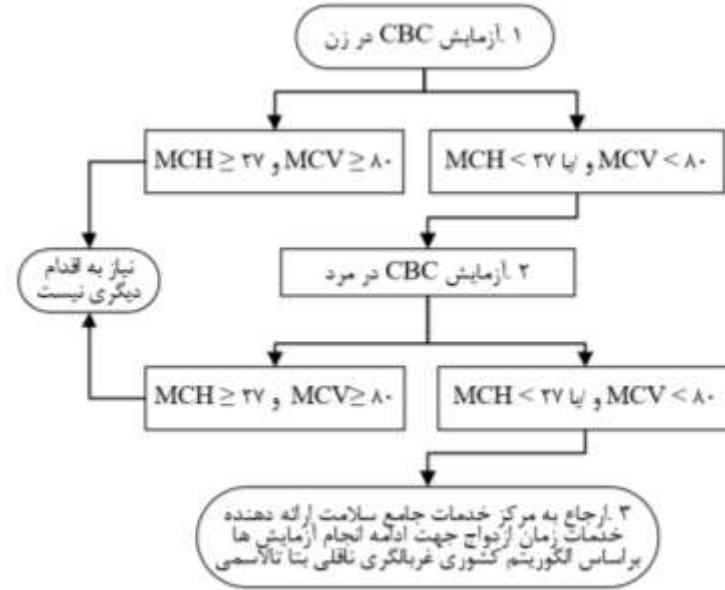 ۱ .آزمایش CBC در زن
MCV < ۸۰ و /یا MCH < ۲۷
MCV ≥ ۸۰ و MCH ≥ ۲۷
۲ .آزمایش CBC در مرد
نیاز به اقدام
دیگری نیست
MCV < ۸۰ و /یا MCH < ۲۷
MCV≥ ۸۰ و MCH ≥ ۲۷
۳ .ارجاع به مرکز خدمات جامع سلامت ارائه دهنده
خدمات زمان ازدواج جهت ادامه انجام آزمایش ها
براساس الگوریتم کشوری غربالگری ناقلی بتا تالاسمی